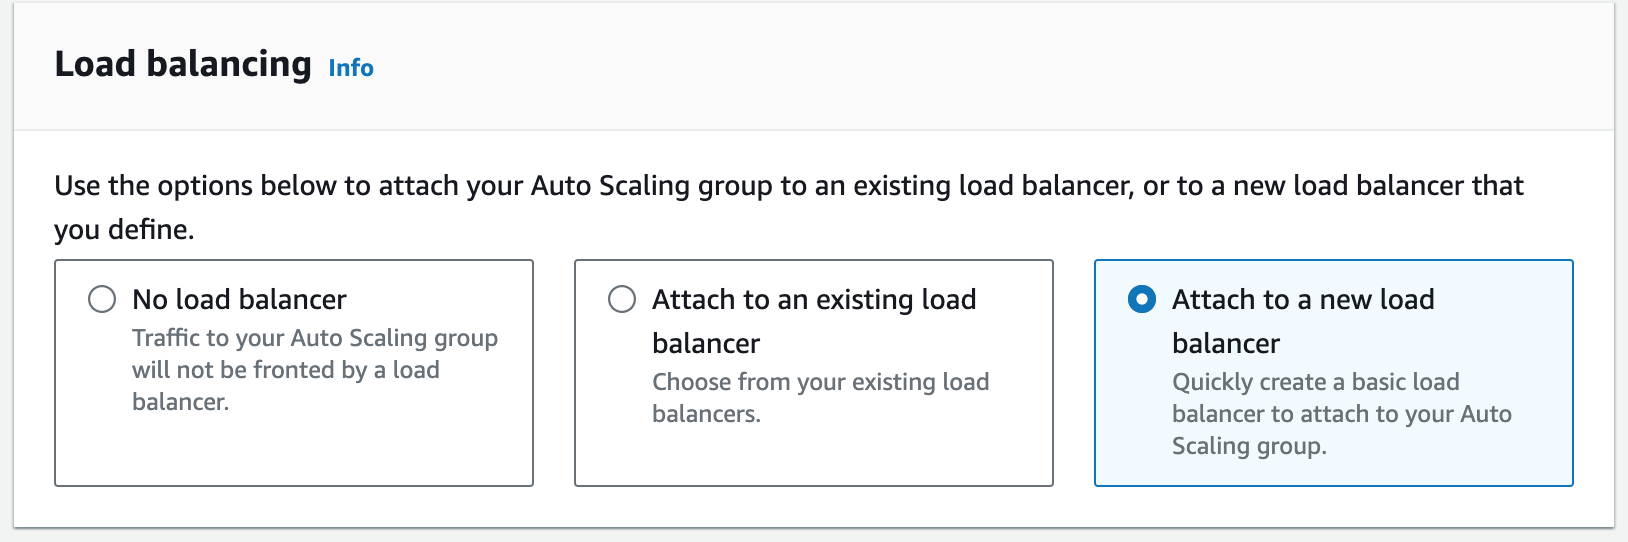 Load balancing Info
Use the options below to attach your Auto Scaling group to an existing load balancer, or to a new load balancer that
you define.
No load balancer
Traffic to your Auto Scaling group
will not be fronted by a load
balancer.
Attach to an existing load
balancer
Choose from your existing load
balancers.
Attach to a new load
balancer
Quickly create a basic load
balancer to attach to your Auto
Scaling group.